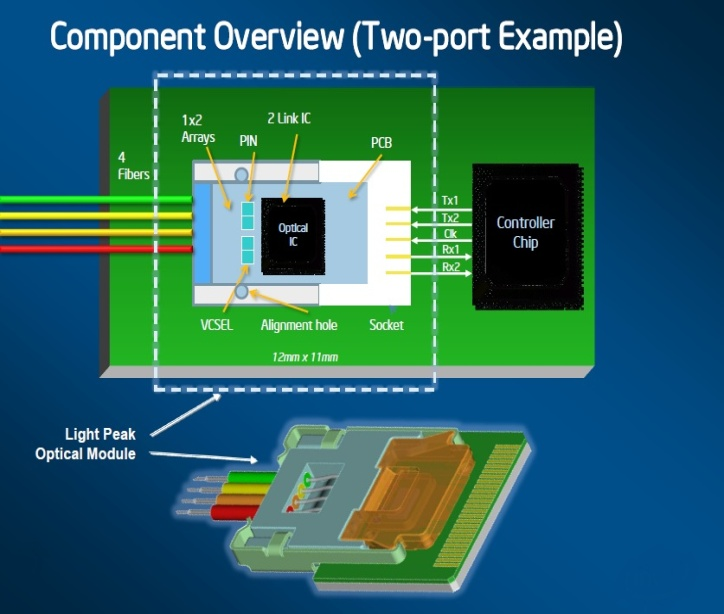 Component Overview (Two-port Example)
1x2
Arrays
PIN
2 Link IC
PCB
4
Fibers
Optical
IC
Tx1
Tx2
Clk
Rx1
Rx2
Controller
Chip
VCSEL
Alignment hole
Socket
12mm x 11mm
Light Peak
Optical Module